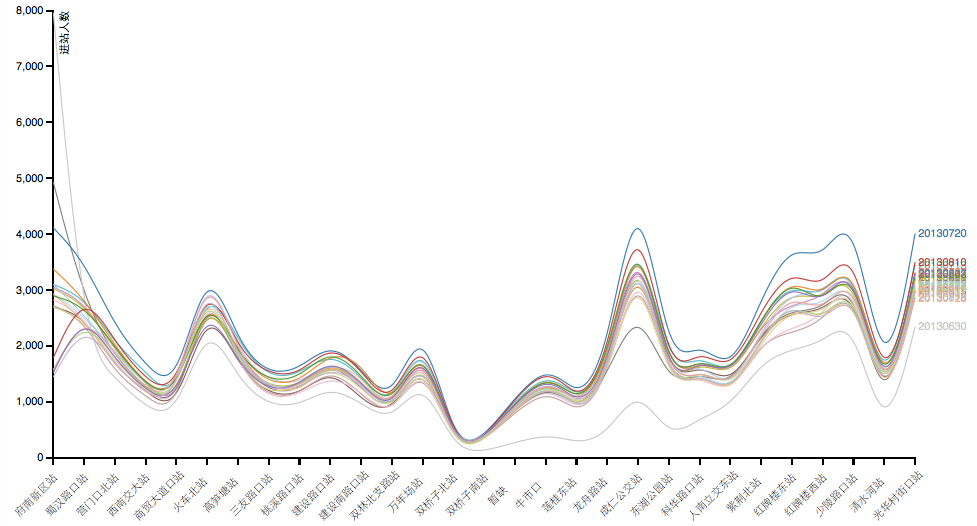 8,000
7,000
6,000
5,000
4,000
3,000
2,000
1,000
0
进站人数
20130720
20130630
府南新区站
蜀汉路口站
营门口北站
西南交大站
商贸大道口站
火车北站
高笋塘站
三友路口站
桃溪路口站
建设路口站
建设南路口站
双林北支路站
万年场站
双桥子北站
双桥子南站
暂缺
牛市口
莲桂东站
龙舟路站
成仁公交站
东湖公园站
科华路口站
人南立交东站
紫荆北站
红牌楼东站
红牌楼西站
少陵路口站
清水河站
光华村街口站